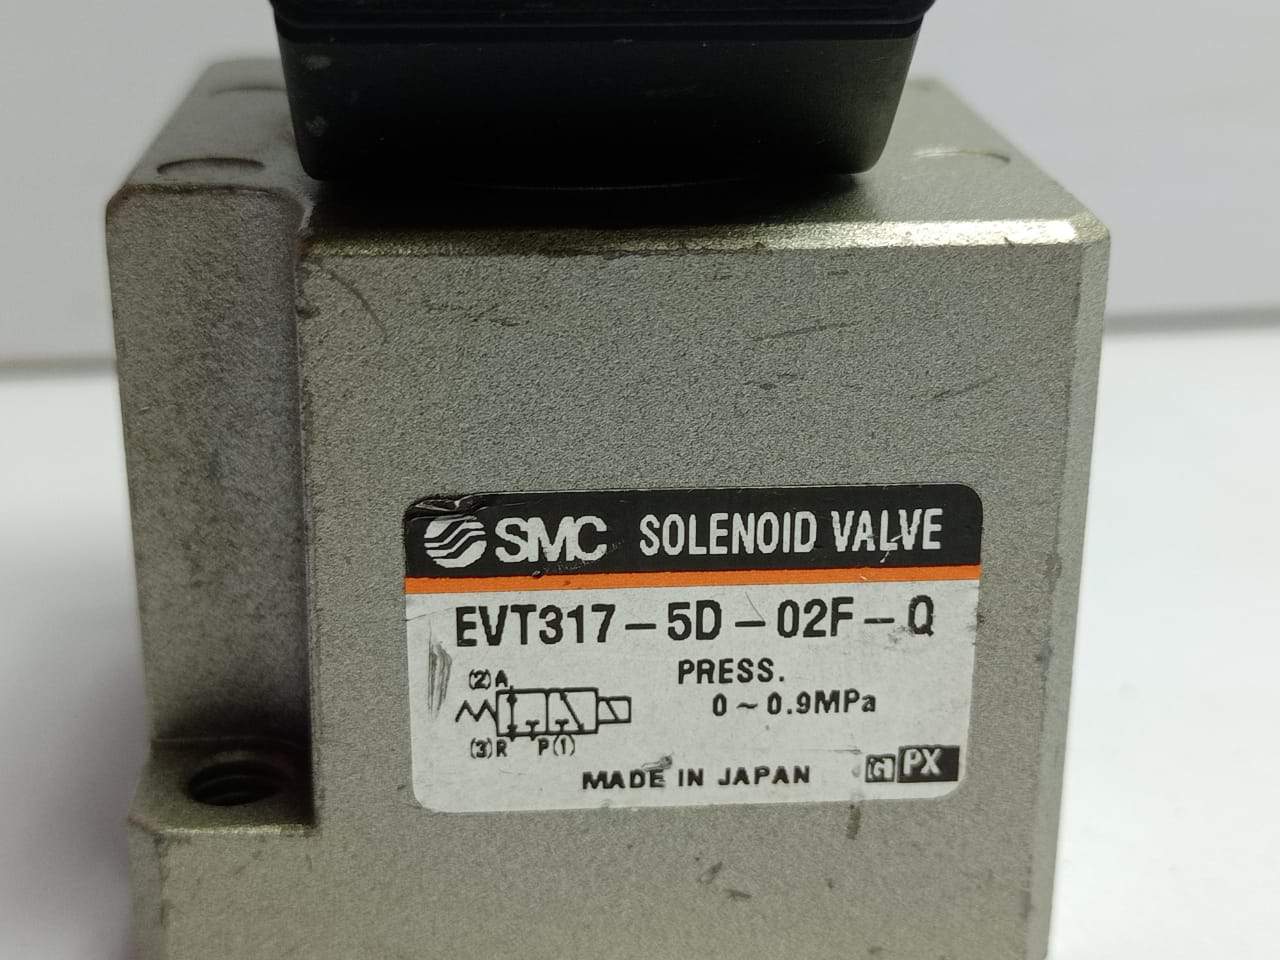 SMC SOLENOID VALVE
EVT317-5D-02F-Q
PRESS.
0~0.9MPa
(2)A
(3)R P(1)
MADE IN JAPAN
PX